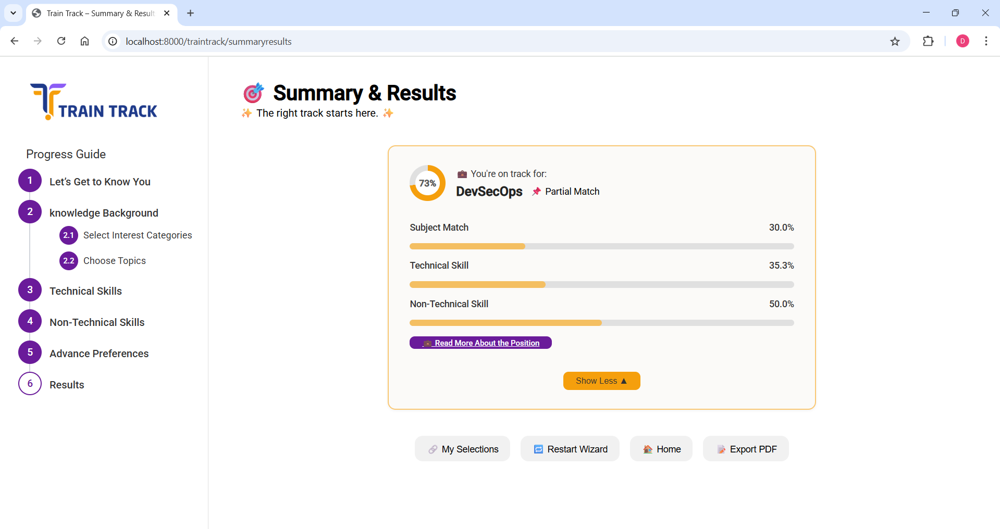 Train Track – Summary & Result
localhost:8000/traintrack/summaryresults
D
TRAIN TRACK
Progress Guide
1 Let’s Get to Know You
2 knowledge Background
2.1 Select Interest Categories
2.2 Choose Topics
3 Technical Skills
4 Non-Technical Skills
5 Advance Preferences
6 Results
🎯 Summary & Results
✨ The right track starts here. ✨
73%
💼 You're on track for:
DevSecOps 📌 Partial Match
Subject Match 30.0%
Technical Skill 35.3%
Non-Technical Skill 50.0%
💼 Read More About the Position
Show Less ▲
🔗 My Selections 🔁 Restart Wizard 🏠 Home 📝 Export PDF